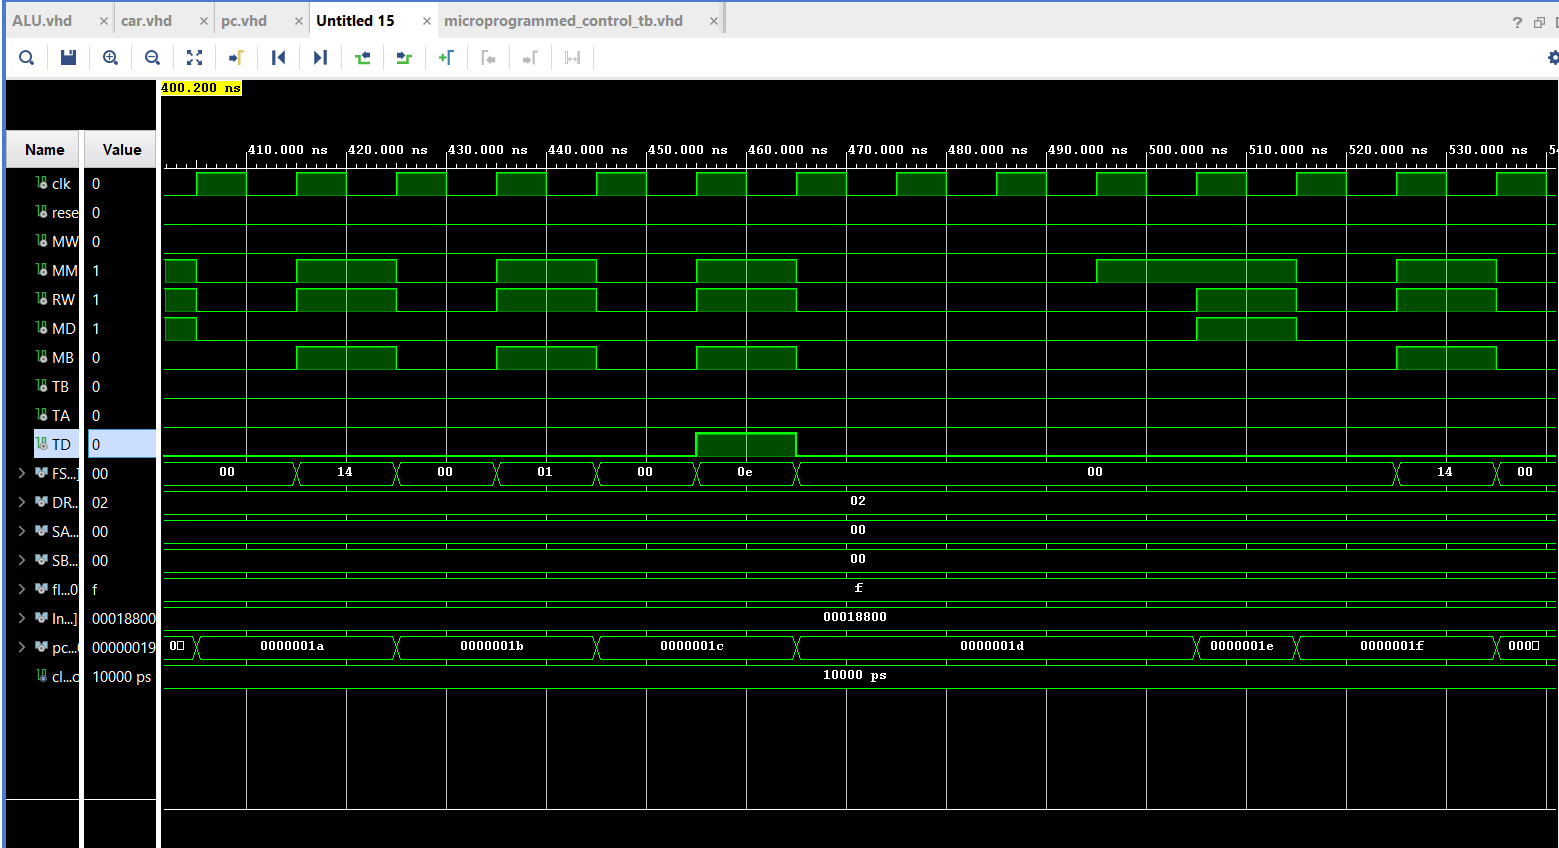 ALU.vhd × car.vhd × pc.vhd × Untitled 15 × microprogrammed_control_tb.vhd ×
?
400.200 ns
410.000 ns 420.000 ns 430.000 ns 440.000 ns 450.000 ns 460.000 ns 470.000 ns 480.000 ns 490.000 ns 500.000 ns 510.000 ns 520.000 ns 530.000 ns 54
Name Value
clk 0
rese 0
MW 0
MM 1
RW 1
MD 1
MB 0
TB 0
TA 0
TD 0
FS...] 00 00 14 00 01 00 0e 00 14 00
DR... 02 02
SA... 00 00
SB... 00 00
fl...0 f f
In...] 00018800 00018800
pc... 00000019 0□ 0000001a 0000001b 0000001c 0000001d 0000001e 0000001f 000□
cl...o 10000 ps 10000 ps